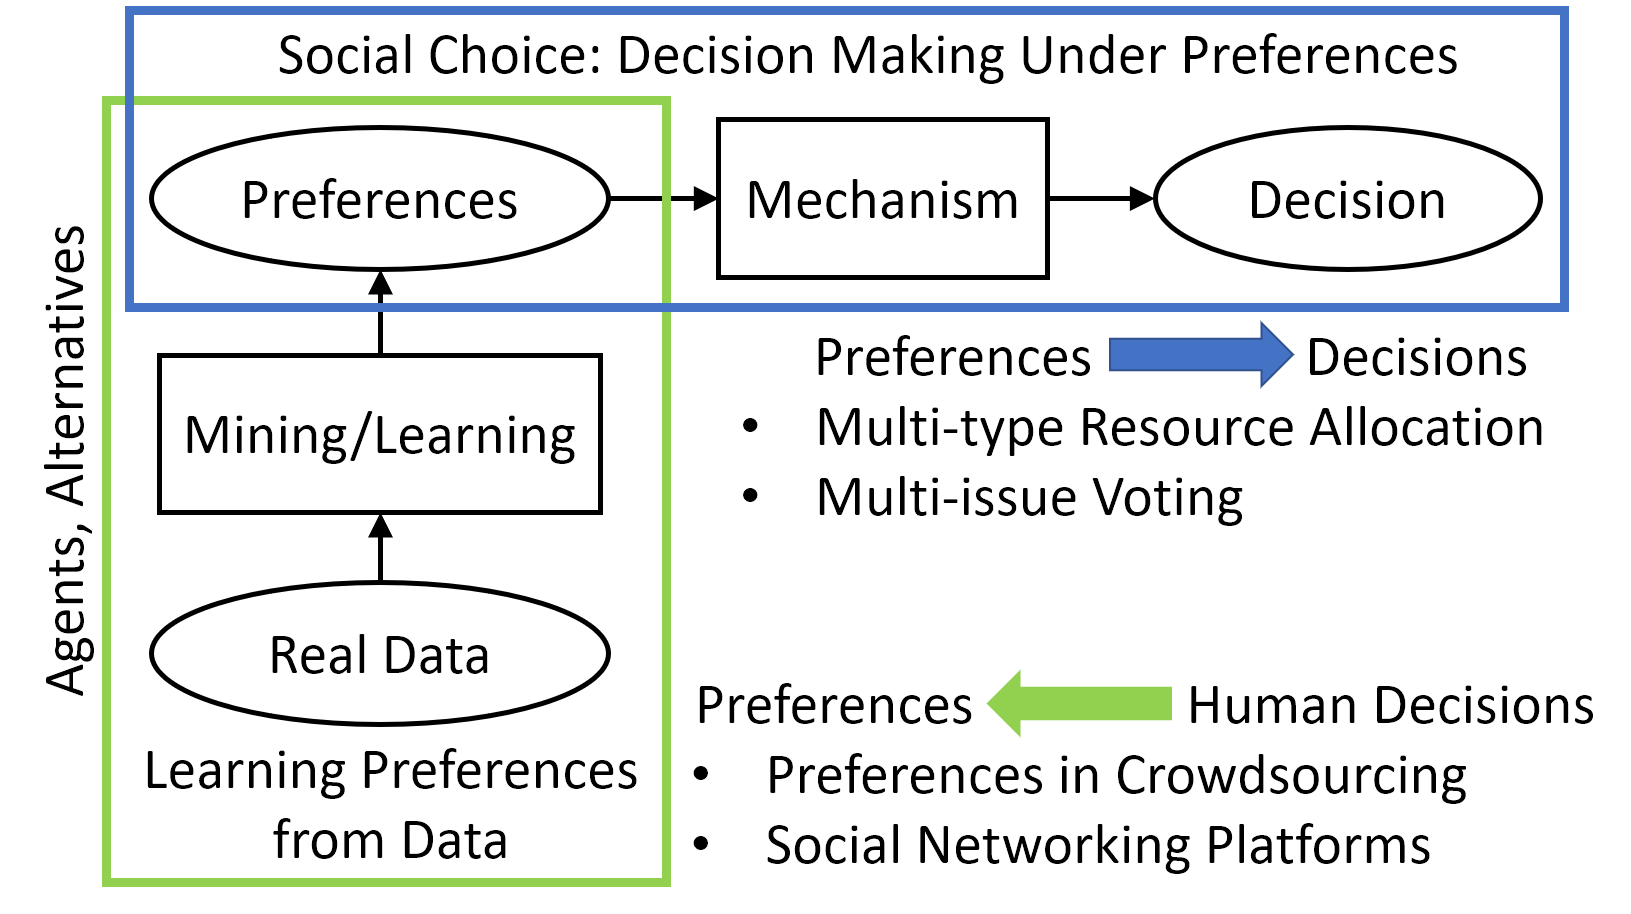 Social Choice: Decision Making Under Preferences
Preferences
Mechanism
Decision
Agents, Alternatives
Mining/Learning
Real Data
Learning Preferences
from Data
Preferences Decisions
• Multi-type Resource Allocation
• Multi-issue Voting
Preferences Human Decisions
• Preferences in Crowdsourcing
• Social Networking Platforms